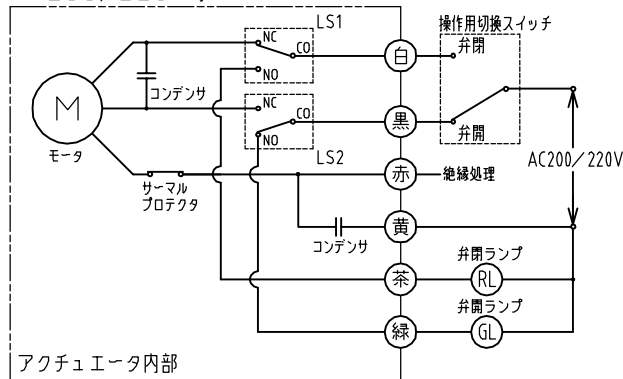 LS1
NC
CO
NO
白
操作用切換スイッチ
弁閉
コンデンサ
M
モータ
NC
CO
NO
LS2
黒
弁開
AC200/220V
サーマル
プロテクタ
赤
絶縁処理
コンデンサ
黄
茶
弁閉ランプ
RL
緑
弁開ランプ
GL
アクチュエータ内部